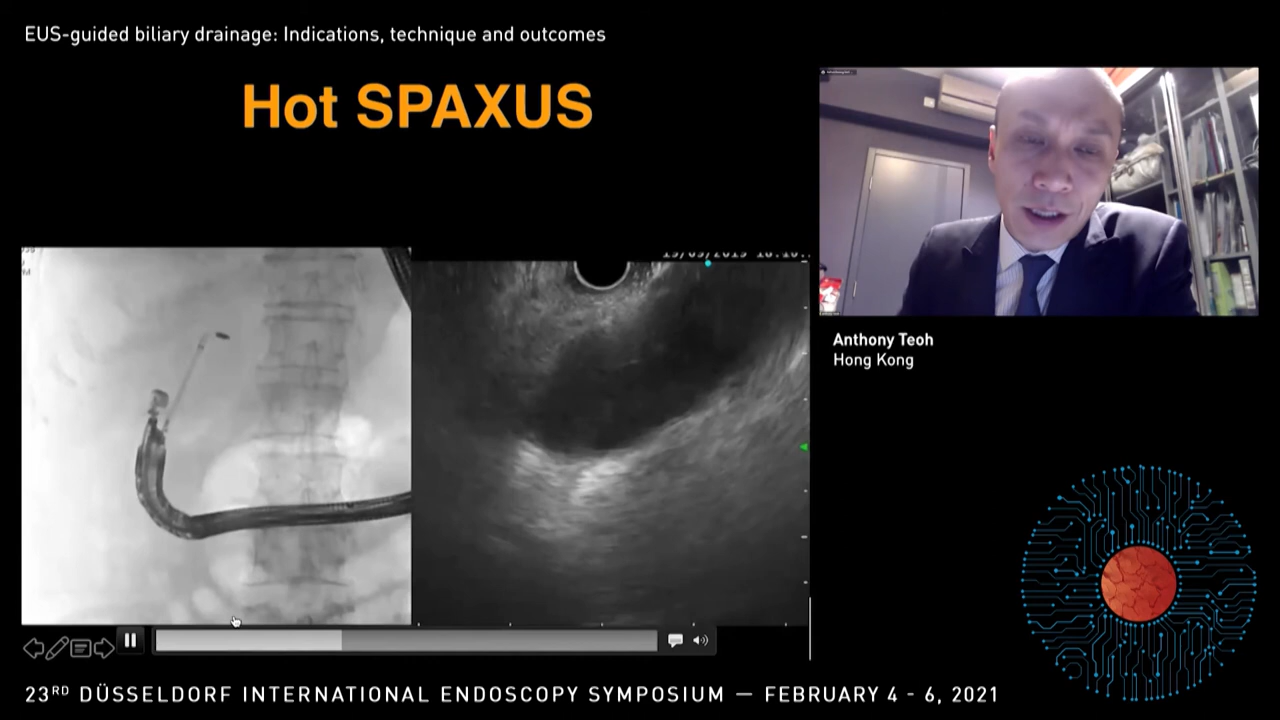 EUS-guided biliary drainage: Indications, technique and outcomes
Hot SPAXUS
Anthony Teoh
Hong Kong
23RD DÜSSELDORF INTERNATIONAL ENDOSCOPY SYMPOSIUM — FEBRUARY 4 - 6, 2021